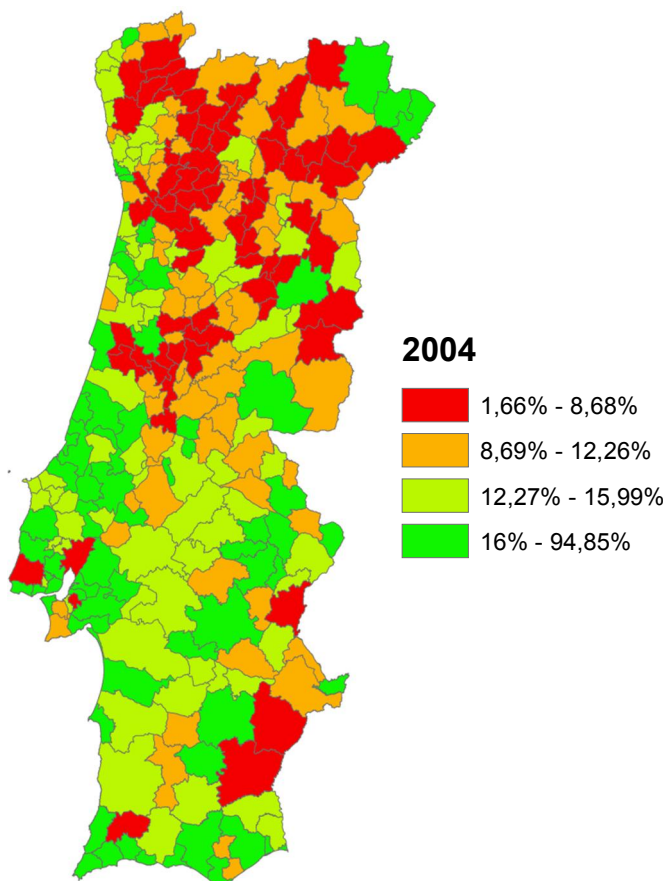 2004
1,66% - 8,68%
8,69% - 12,26%
12,27% - 15,99%
16% - 94,85%